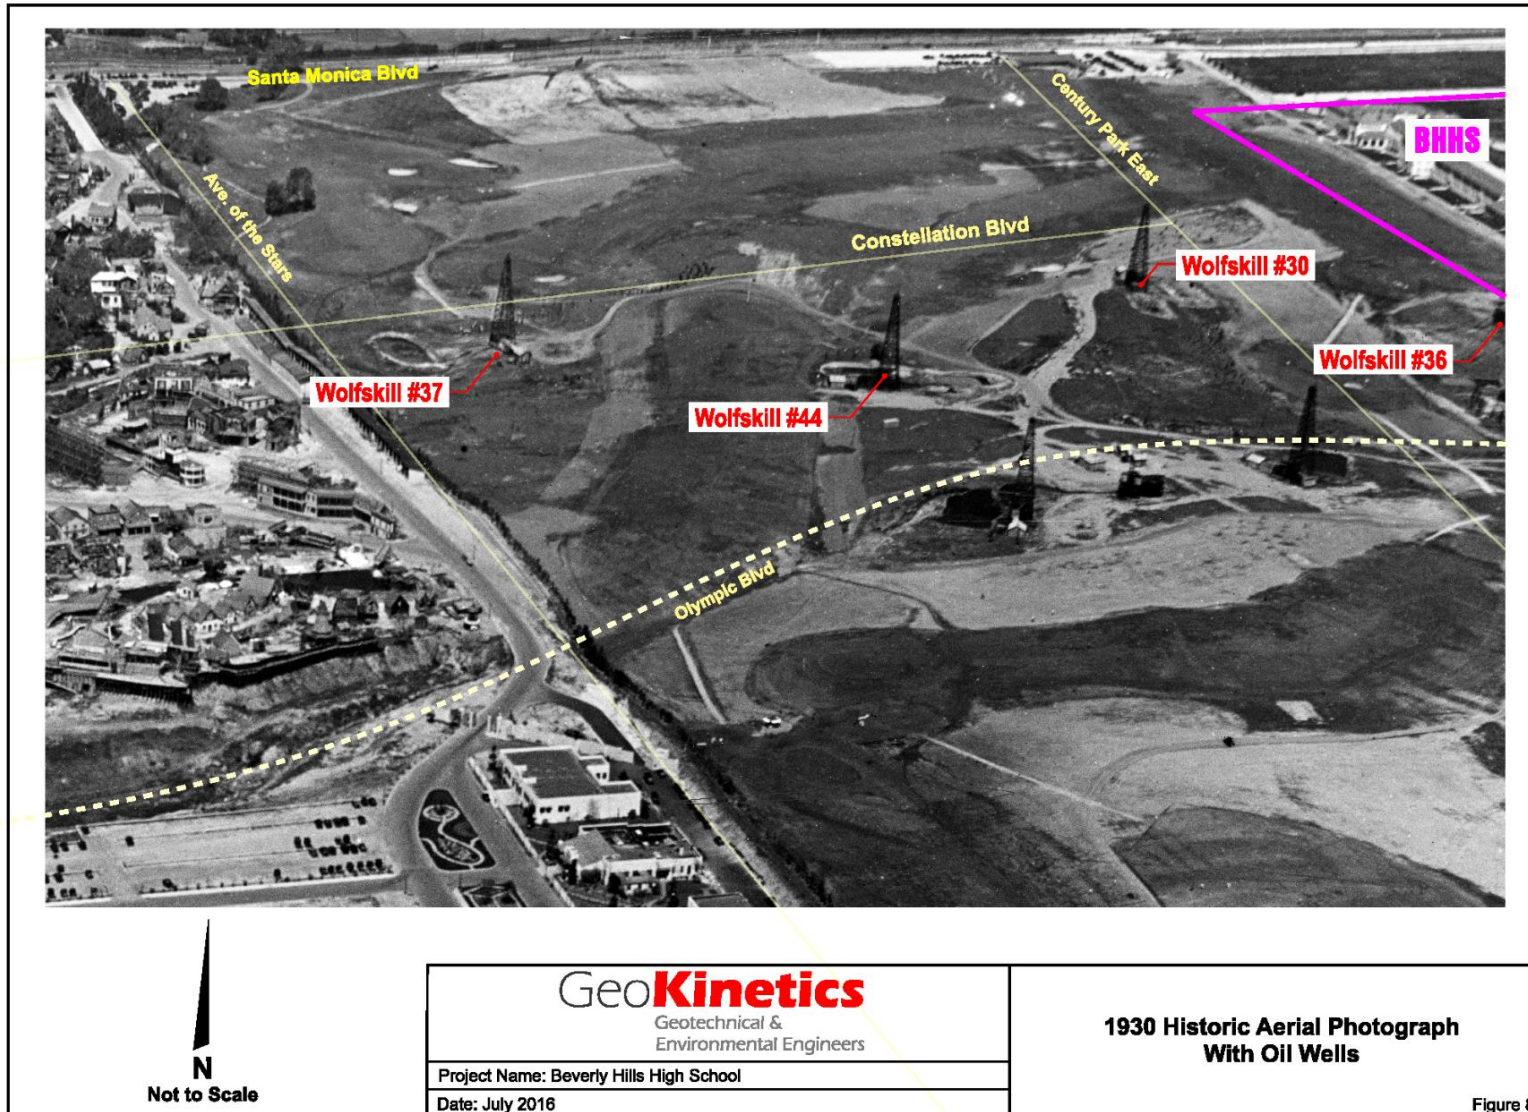 Santa Monica Blvd
Century Park East
BHHS
Ave. of the Stars
Constellation Blvd
Wolfskill #30
Wolfskill #36
Wolfskill #37
Wolfskill #44
Olympic Blvd
N
Not to Scale
GeoKinetics
Geotechnical &
Environmental Engineers
Project Name: Beverly Hills High School
Date: July 2016
1930 Historic Aerial Photograph
With Oil Wells
Figure 8